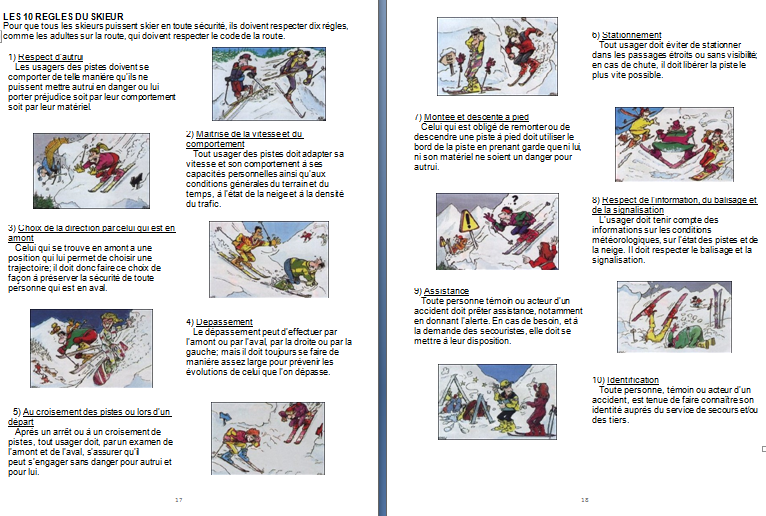 LES 10 REGLES DU SKIEUR
Pour que tous les skieurs puissent skier en toute sécurité, ils doivent respecter dix règles,
comme les adultes sur la route, qui doivent respecter le code de la route.
1) Respect d'autrui
Les usagers des pistes doivent se
comporter de telle manière qu'ils ne
puissent mettre autrui en danger ou lui
porter préjudice soit par leur comportement
soit par leur matériel.
2) Maitrise de la vitesse et du
comportement
Tout usager des pistes doit adapter sa
vitesse et son comportement à ses
capacités personnelles ainsi qu'aux
conditions générales du terrain et du
temps, à l'état de la neige et à la densité
du trafic.
3) Choix de la direction par celui qui est en
amont
Celui qui se trouve en amont a une
position qui lui permet de choisir une
trajectoire; il doit donc faire ce choix de
façon à préserver la sécurité de toute
personne qui est en aval.
4) Dépassement
Le dépassement peut d'effectuer par
l'amont ou par l'aval, par la droite ou par la
gauche; mais il doit toujours se faire de
manière assez large pour prévenir les
évolutions de celui que l'on dépasse.
5) Au croisement des pistes ou lors d'un
départ
Après un arrêt ou à un croisement de
pistes, tout usager doit, par un examen de
l'amont et de l'aval, s'assurer qu'il
peut s'engager sans danger pour autrui et
pour lui.
17
6) Stationnement
Tout usager doit éviter de stationner
dans les passages étroits ou sans visibilité;
en cas de chute, il doit libérer la piste le
plus vite possible.
7) Montée et descente à pied
Celui qui est obligé de remonter ou de
descendre une piste à pied doit utiliser le
bord de la piste en prenant garde que ni lui,
ni son matériel ne soient un danger pour
autrui.
8) Respect de l'information, du balisage et
de la signalisation
L'usager doit tenir compte des
informations sur les conditions
météorologiques, sur l'état des pistes et de
la neige. Il doit respecter le balisage et la
signalisation.
?
!
9) Assistance
Toute personne témoin ou acteur d'un
accident doit prêter assistance, notamment
en donnant l'alerte. En cas de besoin, et à
la demande des secouristes, elle doit se
mettre à leur disposition.
10) Identification
Toute personne, témoin ou acteur d'un
accident, est tenue de faire connaître son
identité auprès du service de secours et/ou
des tiers.
18